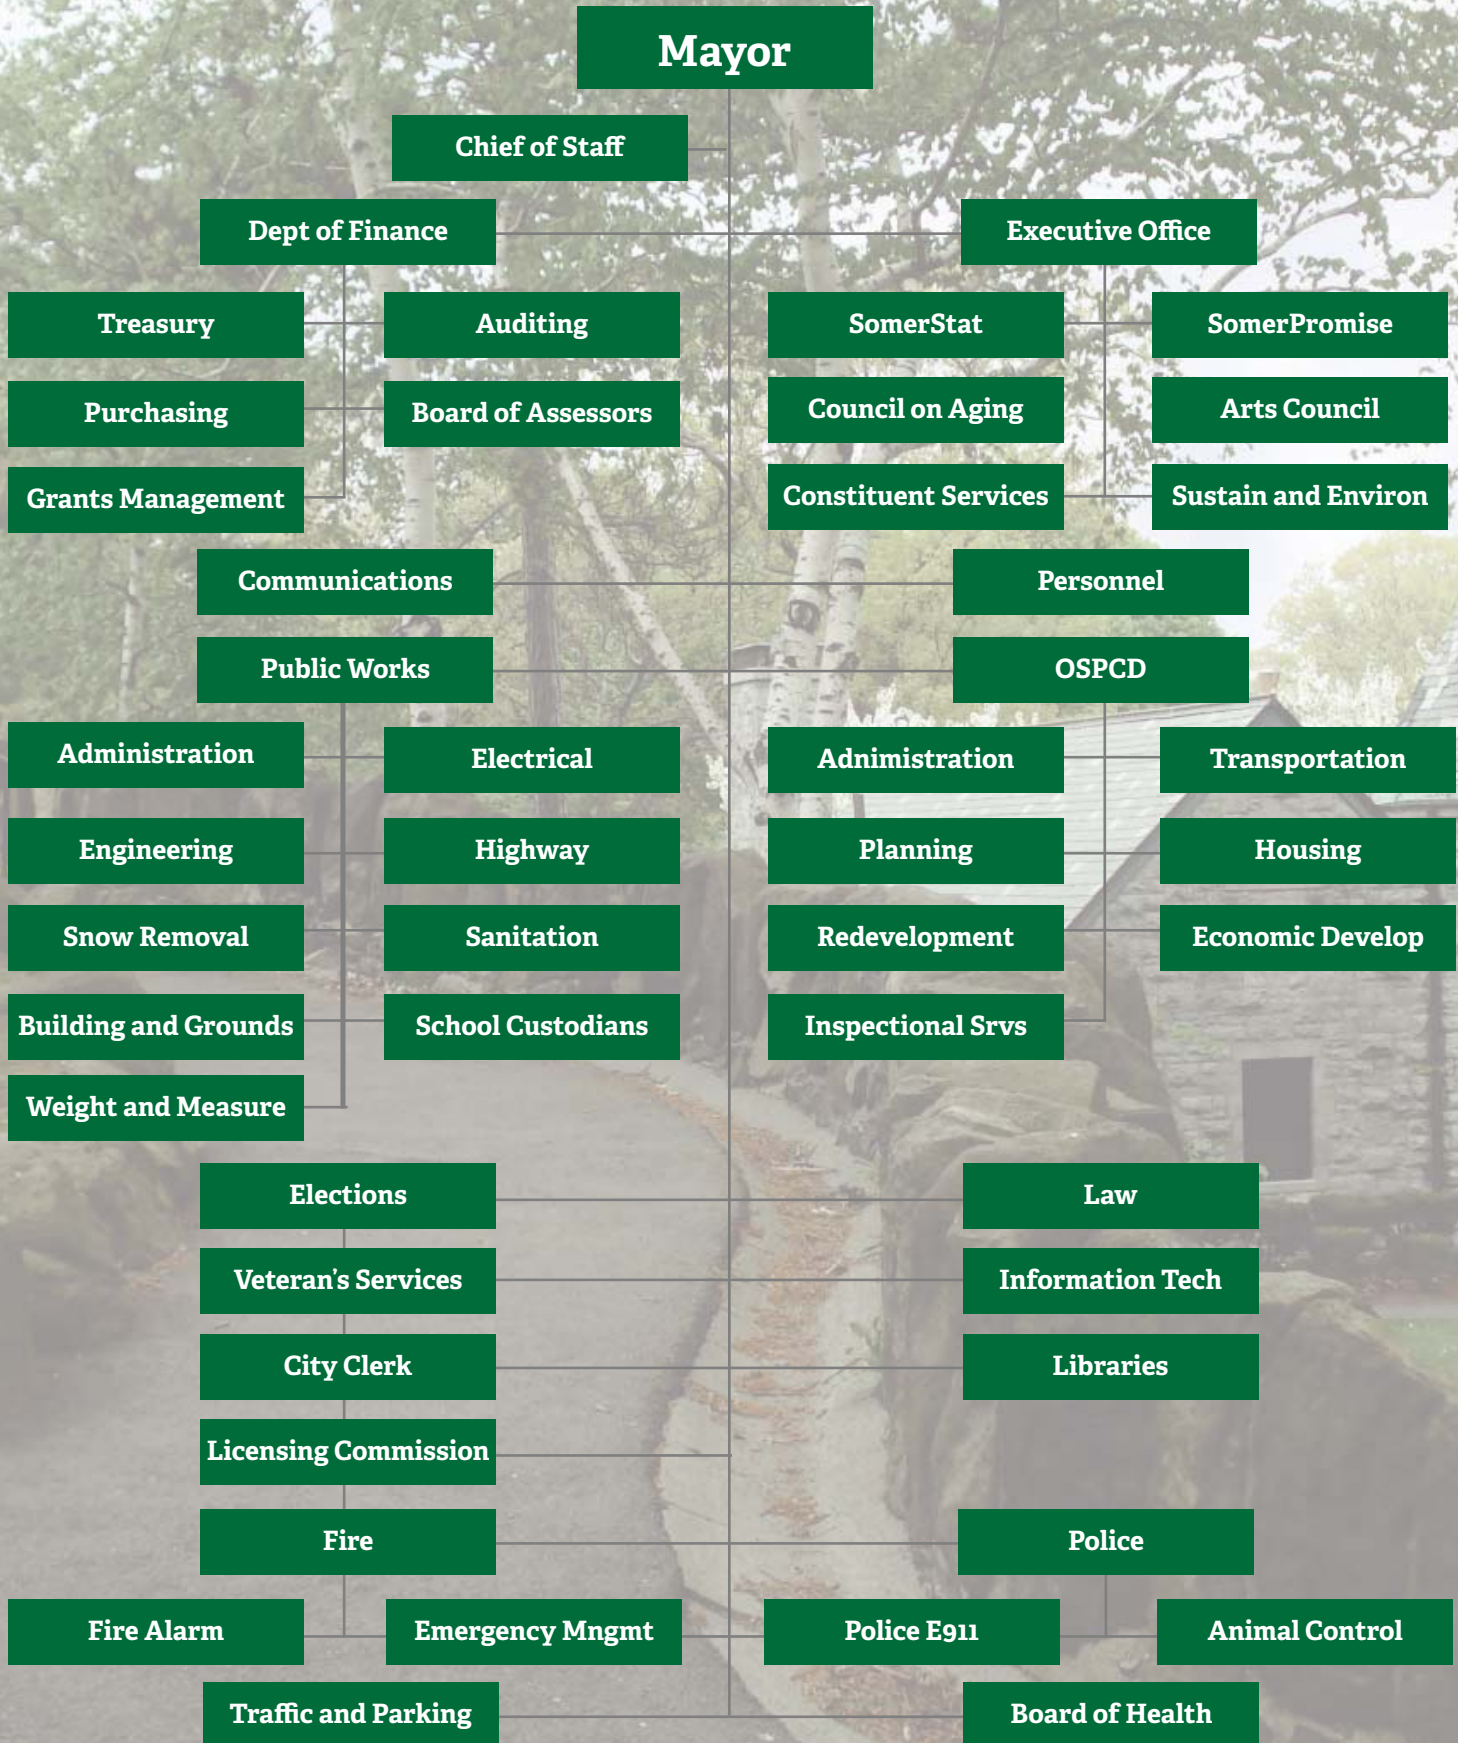 Mayor
Chief of Staff
Dept of Finance
Executive Office
Treasury
Auditing
SomerStat
SomerPromise
Purchasing
Board of Assessors
Council on Aging
Arts Council
Grants Management
Constituent Services
Sustain and Environ
Communications
Personnel
Public Works
OSPCD
Administration
Electrical
Adnimistration
Transportation
Engineering
Highway
Planning
Housing
Snow Removal
Sanitation
Redevelopment
Economic Develop
Building and Grounds
School Custodians
Inspectional Srvs
Weight and Measure
Elections
Law
Veteran’s Services
Information Tech
City Clerk
Libraries
Licensing Commission
Fire
Police
Fire Alarm
Emergency Mngmt
Police E911
Animal Control
Traffic and Parking
Board of Health